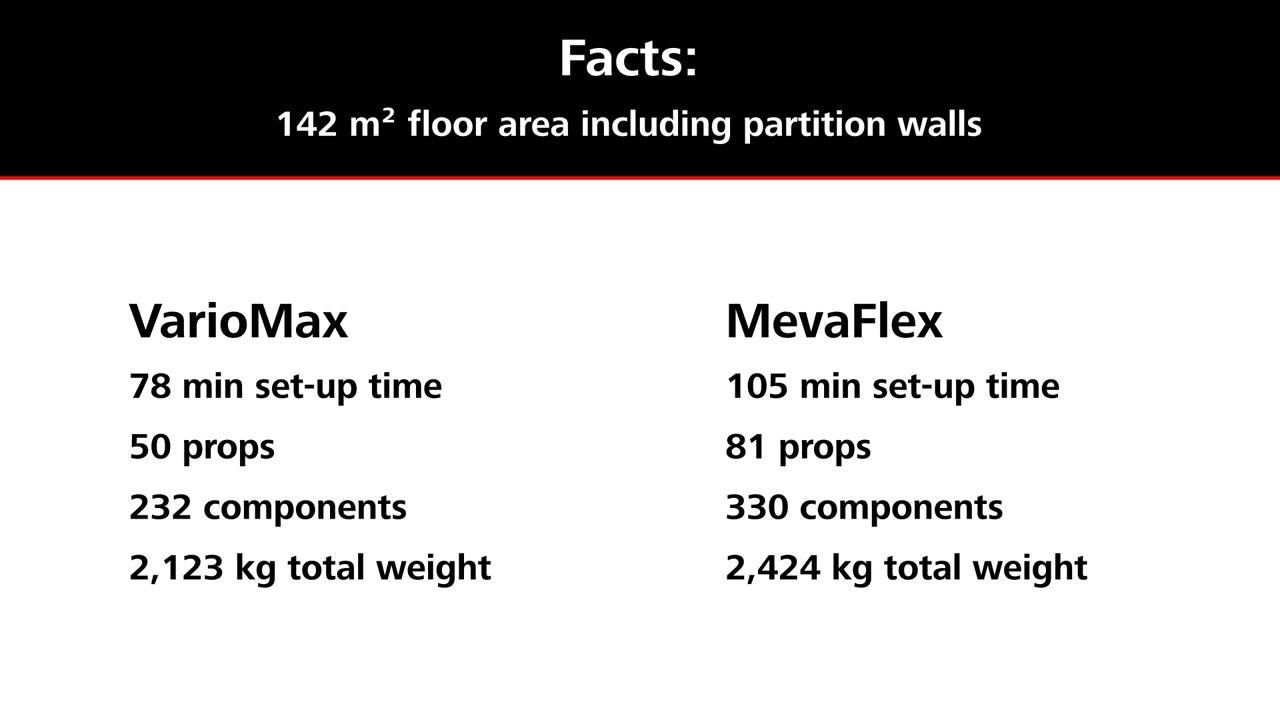 Facts:
142 m² floor area including partition walls
VarioMax
78 min set-up time
50 props
232 components
2,123 kg total weight
MevaFlex
105 min set-up time
81 props
330 components
2,424 kg total weight